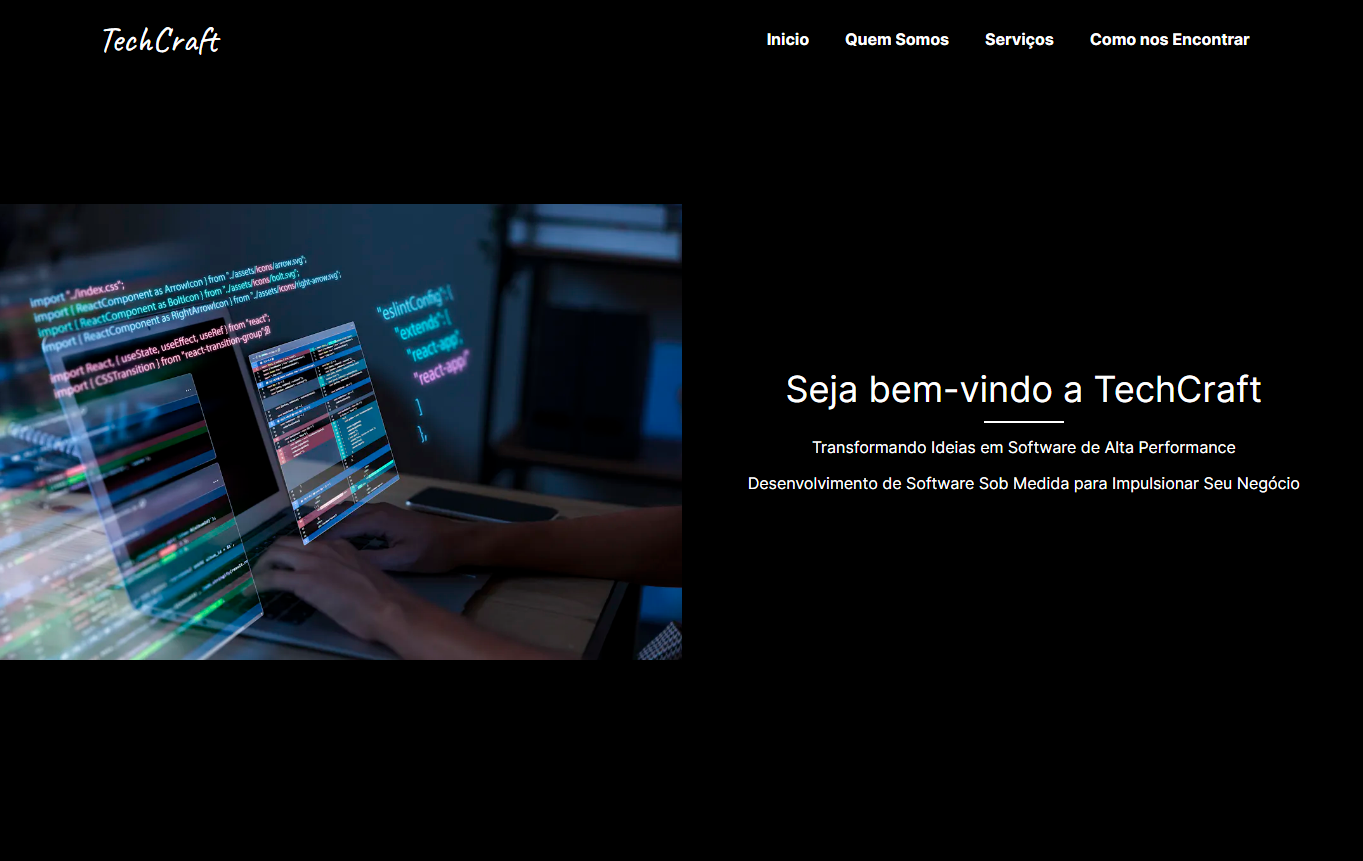 TechCraft
Inicio Quem Somos Serviços Como nos Encontrar
import "../index.css";
import { ReactComponent as ArrowIcon } from "../assets/icons/arrow.svg";
import { ReactComponent as BoltIcon } from "../assets/icons/bolt.svg";
import { ReactComponent as RightArrowIcon } from "../assets/icons/right-arrow.svg";
import React, { useState, useEffect, useRef } from "react";
import { CSSTransition } from "react-transition-group";
"eslintConfig": {
"extends": [
"react-app",
"react-app/
]
},
Seja bem-vindo a TechCraft
Transformando Ideias em Software de Alta Performance
Desenvolvimento de Software Sob Medida para Impulsionar Seu Negócio